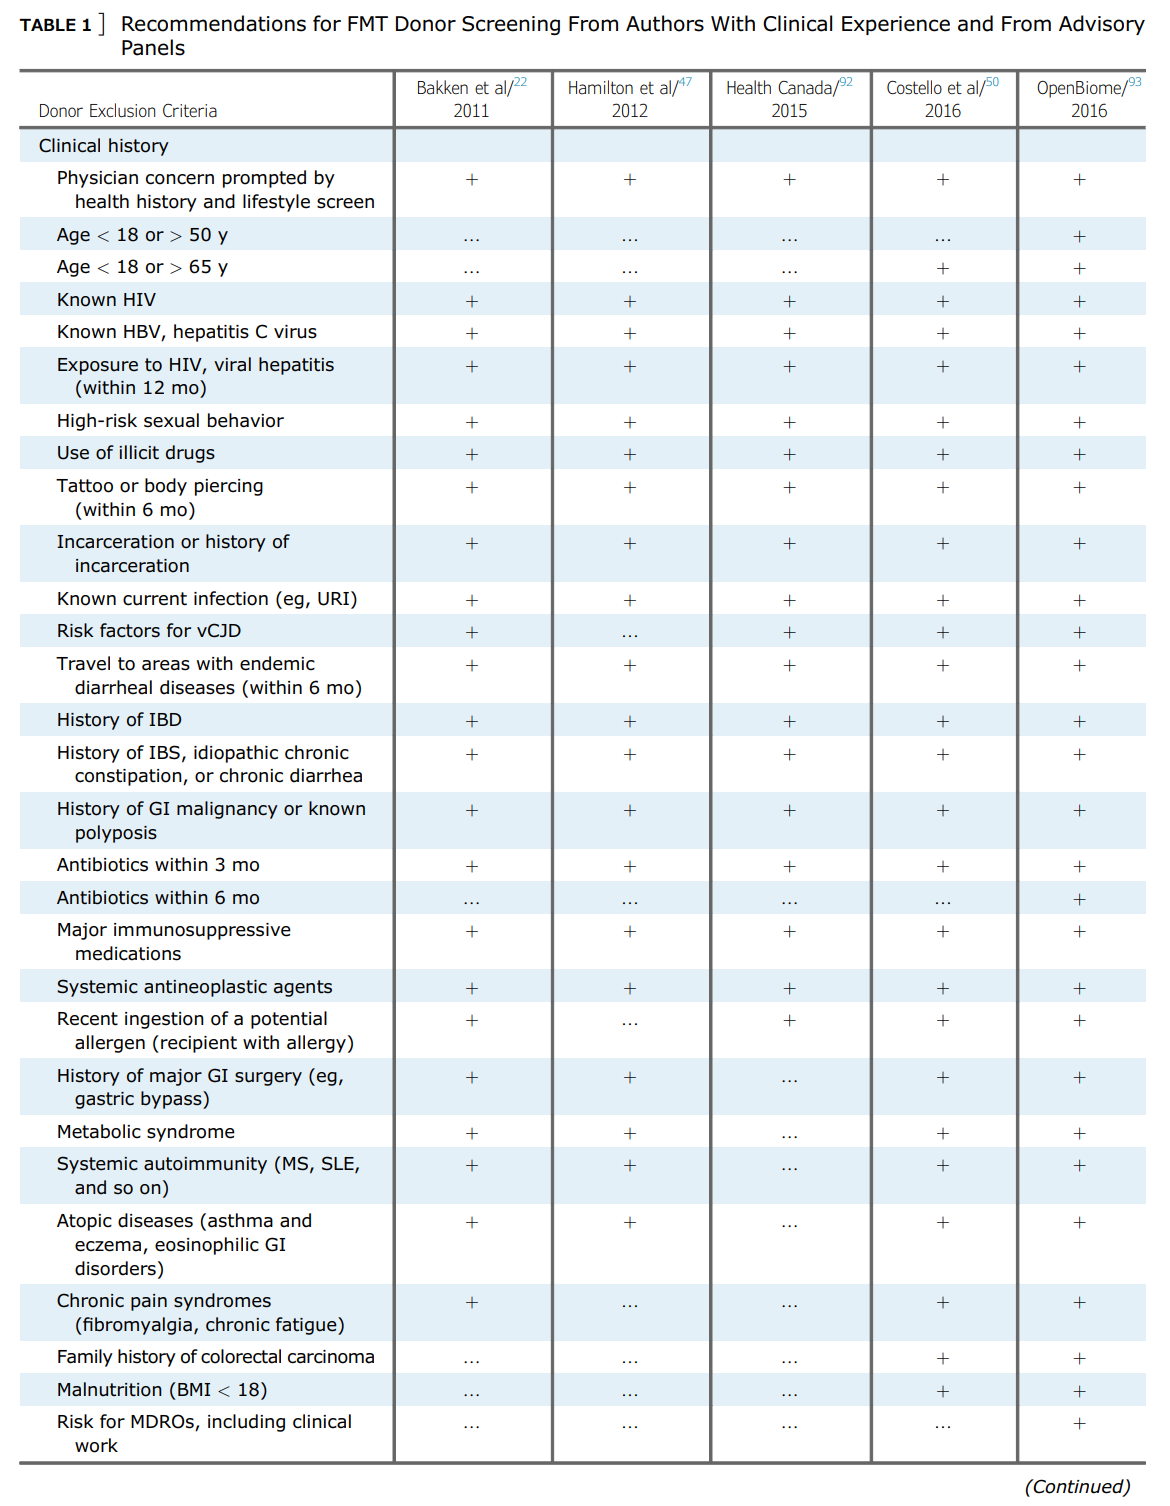 TABLE 1 ] Recommendations for FMT Donor Screening From Authors With Clinical Experience and From Advisory
Panels
Donor Exclusion Criteria Bakken et al/22 2011 Hamilton et al/47 2012 Health Canada/92 2015 Costello et al/50 2016 OpenBiome/93 2016
Clinical history
Physician concern prompted by
health history and lifestyle screen + + + + +
Age < 18 or > 50 y ... ... ... ... +
Age < 18 or > 65 y ... ... ... + +
Known HIV + + + + +
Known HBV, hepatitis C virus + + + + +
Exposure to HIV, viral hepatitis
(within 12 mo) + + + + +
High-risk sexual behavior + + + + +
Use of illicit drugs + + + + +
Tattoo or body piercing
(within 6 mo) + + + + +
Incarceration or history of
incarceration + + + + +
Known current infection (eg, URI) + + + + +
Risk factors for vCJD + ... + + +
Travel to areas with endemic
diarrheal diseases (within 6 mo) + + + + +
History of IBD + + + + +
History of IBS, idiopathic chronic
constipation, or chronic diarrhea + + + + +
History of GI malignancy or known
polyposis + + + + +
Antibiotics within 3 mo + + + + +
Antibiotics within 6 mo ... ... ... ... +
Major immunosuppressive
medications + + + + +
Systemic antineoplastic agents + + + + +
Recent ingestion of a potential
allergen (recipient with allergy) + ... + + +
History of major GI surgery (eg,
gastric bypass) + + ... + +
Metabolic syndrome + + ... + +
Systemic autoimmunity (MS, SLE,
and so on) + + ... + +
Atopic diseases (asthma and
eczema, eosinophilic GI
disorders) + + ... + +
Chronic pain syndromes
(fibromyalgia, chronic fatigue) + ... ... + +
Family history of colorectal carcinoma ... ... ... + +
Malnutrition (BMI < 18) ... ... ... + +
Risk for MDROs, including clinical
work ... ... ... ... +
(Continued)